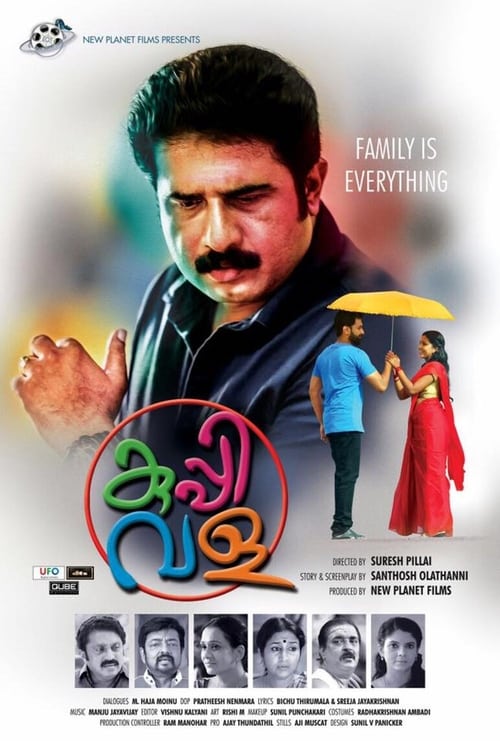 NEW PLANET FILMS PRESENTS
FAMILY IS
EVERYTHING
കുപ്പി
വള
DIRECTED BY SURESH PILLAI
STORY & SCREENPLAY BY SANTHOSH OLATHANNI
PRODUCED BY NEW PLANET FILMS
UFO
QUBE
DIALOGUES M. HAJA MOINU DOP PRATHEESH NENMARA LYRICS BICHU THIRUMALA & SREEJA JAYAKRISHNAN
MUSIC MANJU JAYAVIJAY EDITOR VISHNU KALYANI ART RISHI M MAKEUP SUNIL PUNCHAKARI COSTUMES RADHAKRISHNAN AMBADI
PRODUCTION CONTROLLER RAM MANOHAR PRO AJAY THUNDATHIL STILLS AJI MUSCAT DESIGN SUNIL V PANICKER